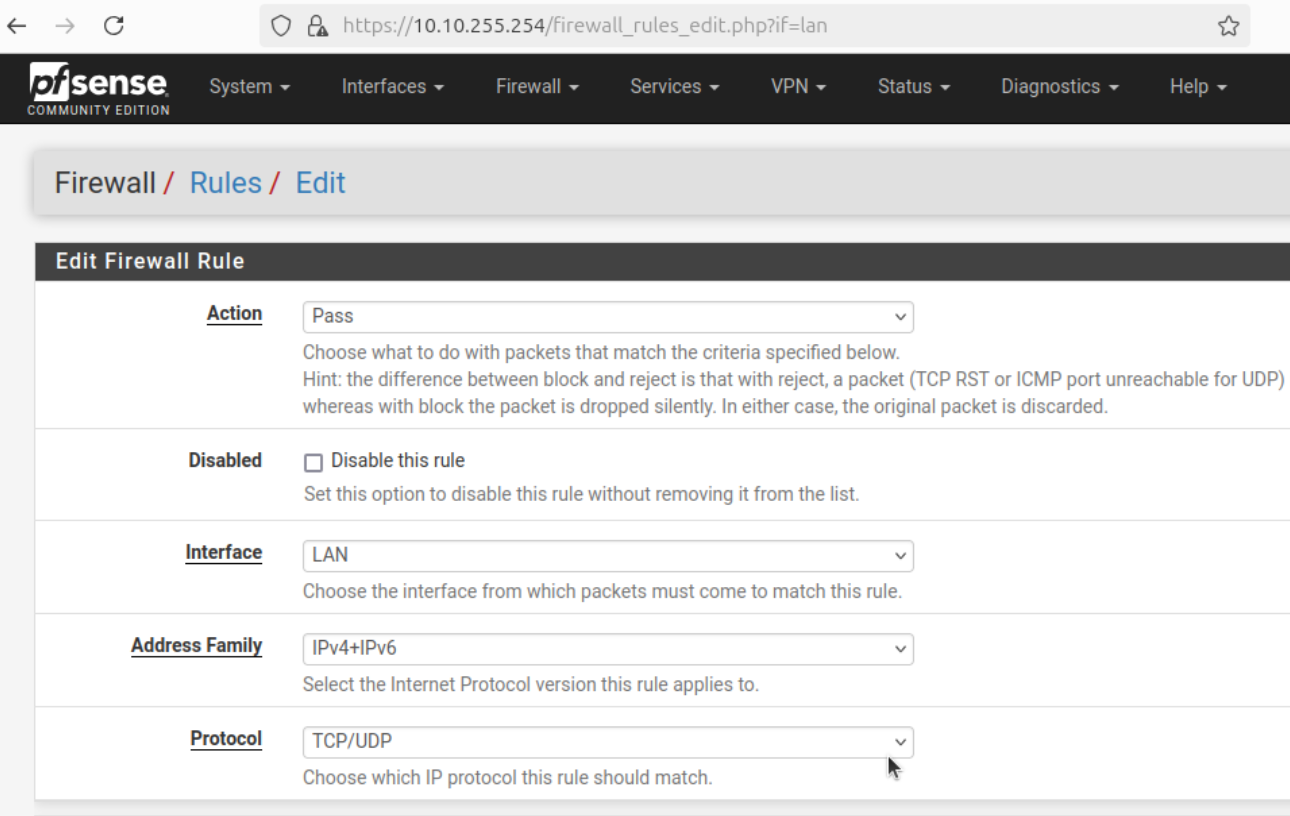 https://10.10.255.254/firewall_rules_edit.php?if=lan
pfsense
COMMUNITY EDITION
System Interfaces Firewall Services VPN Status Diagnostics Help
Firewall / Rules / Edit
Edit Firewall Rule
Action Pass
Choose what to do with packets that match the criteria specified below.
Hint: the difference between block and reject is that with reject, a packet (TCP RST or ICMP port unreachable for UDP)
whereas with block the packet is dropped silently. In either case, the original packet is discarded.
Disabled Disable this rule
Set this option to disable this rule without removing it from the list.
Interface LAN
Choose the interface from which packets must come to match this rule.
Address Family IPv4+IPv6
Select the Internet Protocol version this rule applies to.
Protocol TCP/UDP
Choose which IP protocol this rule should match.